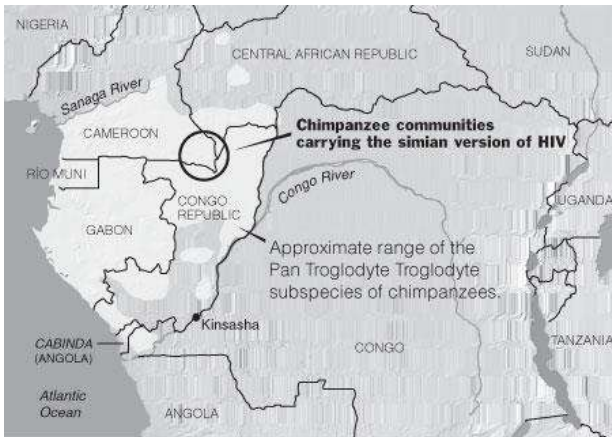 NIGERIA
CENTRAL AFRICAN REPUBLIC
SUDAN
Sanaga River
CAMEROON
Chimpanzee communities
carrying the simian version of HIV
RÍO MUNI
Congo River
CONGO
REPUBLIC
UGANDA
GABON
Approximate range of the
Pan Troglodyte Troglodyte
subspecies of chimpanzees.
Kinsasha
CABINDA
(ANGOLA)
CONGO
TANZANIA
Atlantic
Ocean
ANGOLA